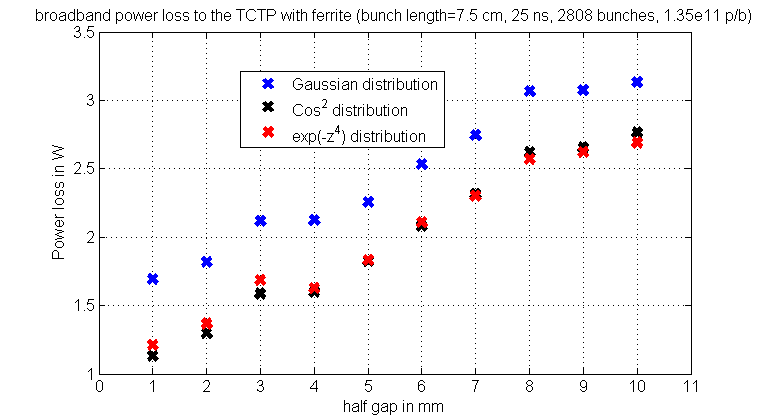 broadband power loss to the TCTP with ferrite (bunch length=7.5 cm, 25 ns, 2808 bunches, 1.35e11 p/b)
3.5
3
2.5
2
1.5
1
Power loss in W
Gaussian distribution
Cos² distribution
exp(-z⁴) distribution
0 1 2 3 4 5 6 7 8 9 10 11
half gap in mm